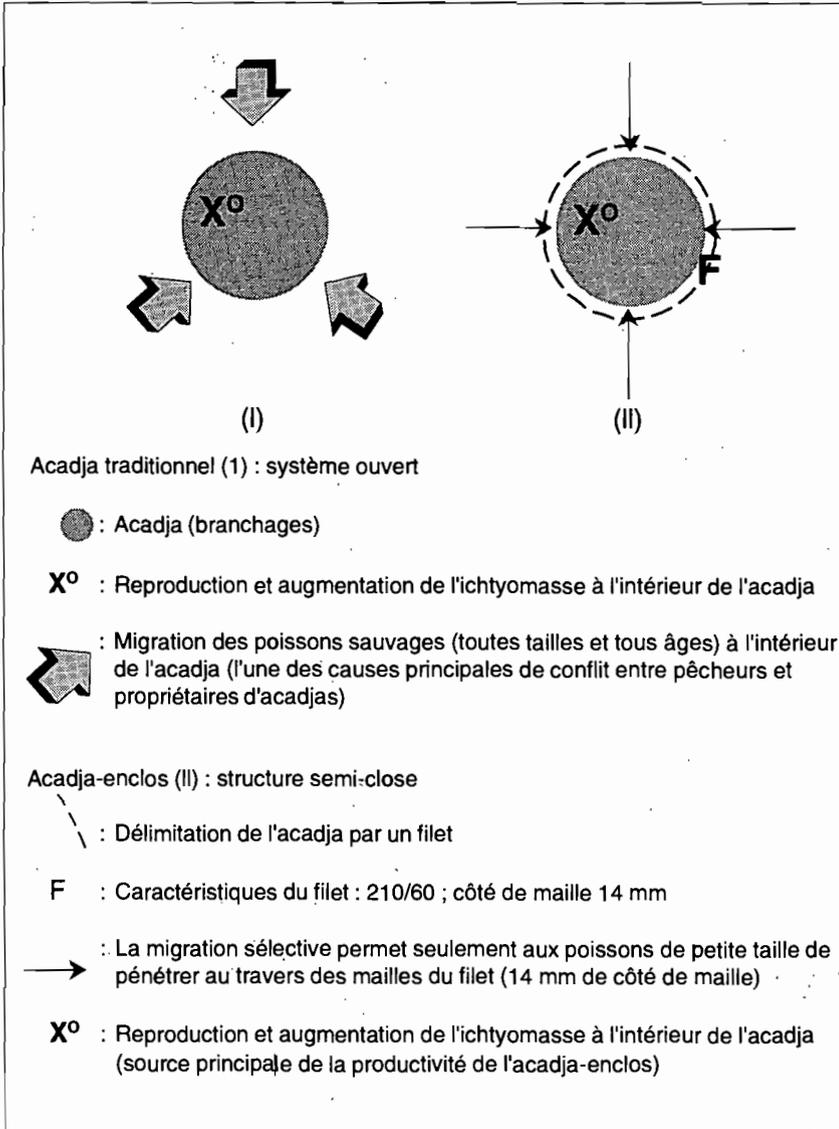 X⁰
X⁰
F
(I)
(II)
Acadja traditionnel (1) : système ouvert
: Acadja (branchages)
X⁰ : Reproduction et augmentation de l'ichtyomasse à l'intérieur de l'acadja
: Migration des poissons sauvages (toutes tailles et tous âges) à l'intérieur
de l'acadja (l'une des causes principales de conflit entre pêcheurs et
propriétaires d'acadjas)
Acadja-enclos (II) : structure semi-close
: Délimitation de l'acadja par un filet
F : Caractéristiques du filet : 210/60 ; côté de maille 14 mm
: La migration sélective permet seulement aux poissons de petite taille de
pénétrer au travers des mailles du filet (14 mm de côté de maille)
X⁰ : Reproduction et augmentation de l'ichtyomasse à l'intérieur de l'acadja
(source principale de la productivité de l'acadja-enclos)